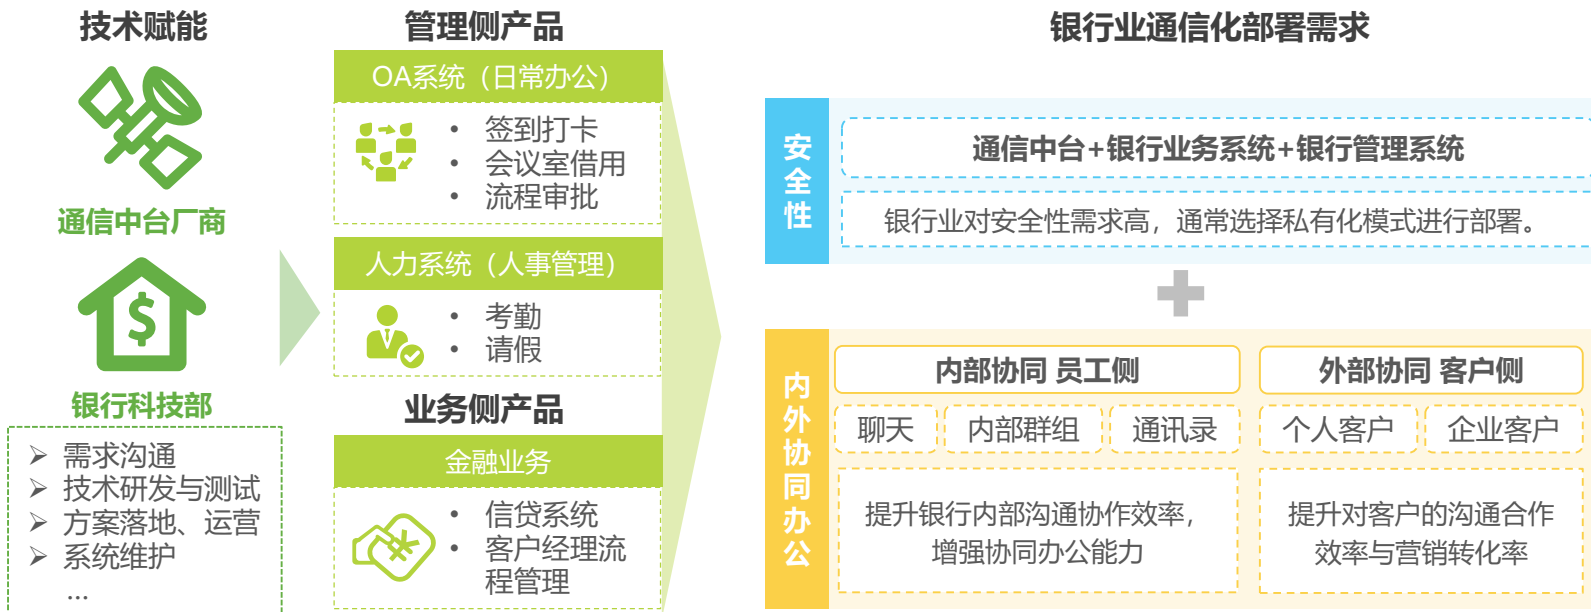 技术赋能
通信中台厂商
银行科技部
➢ 需求沟通
➢ 技术研发与测试
➢ 方案落地、运营
➢ 系统维护
...
管理侧产品
OA系统（日常办公）
• 签到打卡
• 会议室借用
• 流程审批
人力系统（人事管理）
• 考勤
• 请假
业务侧产品
金融业务
• 信贷系统
• 客户经理流
程管理
银行业通信化部署需求
安全性
通信中台+银行业务系统+银行管理系统
银行业对安全性需求高，通常选择私有化模式进行部署。
内外协同办公
内部协同 员工侧
聊天 内部群组 通讯录
提升银行内部沟通协作效率，
增强协同办公能力
外部协同 客户侧
个人客户 企业客户
提升对客户的沟通合作
效率与营销转化率